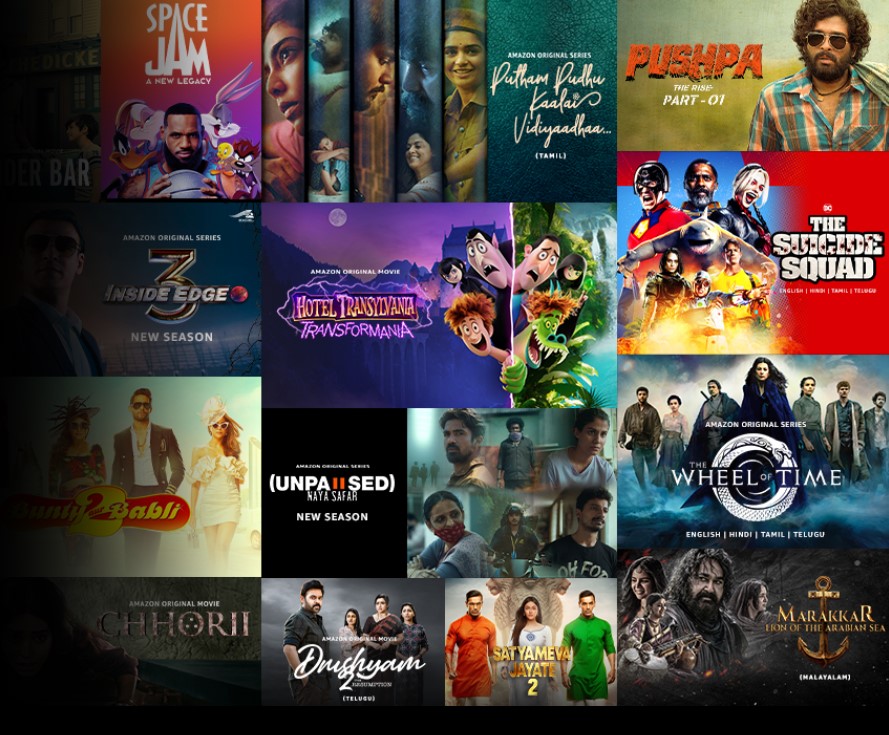 EDICKE
DER BAR
SPACE
JAM
A NEW LEGACY
AMAZON ORIGINAL SERIES
Putham Pudhu
Kaalai
Vidiyaadhaa...
(TAMIL)
PUSHPA
THE RISE
PART - 01
AMAZON ORIGINAL SERIES
3
INSIDE EDGE
NEW SEASON
AMAZON ORIGINAL MOVIE
HOTEL TRANSYLVANIA
TRANSFORMANIA
DC
THE
SUICIDE
SQUAD
ENGLISH | HINDI | TAMIL | TELUGU
Bunty 2 Babli
AMAZON ORIGINAL SERIES
(UNPAUSED)
NAYA SAFAR
NEW SEASON
OH FOR
AMAZON ORIGINAL SERIES
THE
WHEEL OF TIME
ENGLISH | HINDI | TAMIL | TELUGU
AMAZON ORIGINAL MOVIE
CHHORII
AMAZON ORIGINAL MOVIE
Drushyam
2 THE RESUMPTION
(TELUGU)
SATYAMEVA
JAYATE
2
MARAKKAR
LION OF THE ARABIAN SEA
(MALAYALAM)